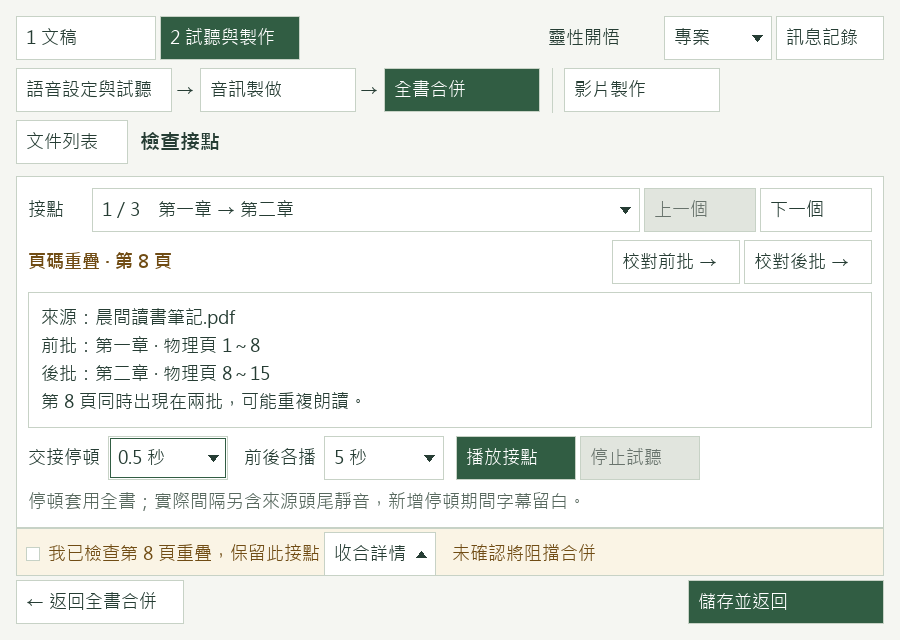 1 文稿 2 試聽與製作 靈性開悟 專案 訊息記錄
語音設定與試聽 → 音訊製做 → 全書合併 影片製作
文件列表 檢查接點
接點 1 / 3 第一章 → 第二章 上一個 下一個
頁碼重疊 · 第 8 頁 校對前批 → 校對後批 →
來源：晨間讀書筆記.pdf
前批：第一章 · 物理頁 1～8
後批：第二章 · 物理頁 8～15
第 8 頁同時出現在兩批，可能重複朗讀。
交接停頓 0.5 秒 前後各播 5 秒 播放接點 停止試聽
停頓套用全書；實際間隔另含來源頭尾靜音，新增停頓期間字幕留白。
我已檢查第 8 頁重疊，保留此接點 收合詳情 未確認將阻擋合併
← 返回全書合併 儲存並返回